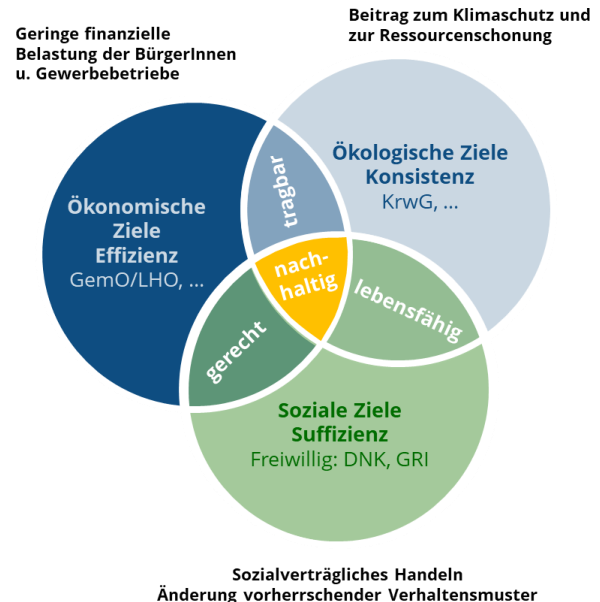 Beitrag zum Klimaschutz und
zur Ressourcenschonung
Geringe finanzielle
Belastung der BürgerInnen
u. Gewerbebetriebe
Ökologische Ziele
Konsistenz
KrwG, ...
tragbar
Ökonomische
Ziele
Effizienz
GemO/LHO, ...
nach-
haltig
lebensfähig
gerecht
Soziale Ziele
Suffizienz
Freiwillig: DNK, GRI
Sozialverträgliches Handeln
Änderung vorherrschender Verhaltensmuster